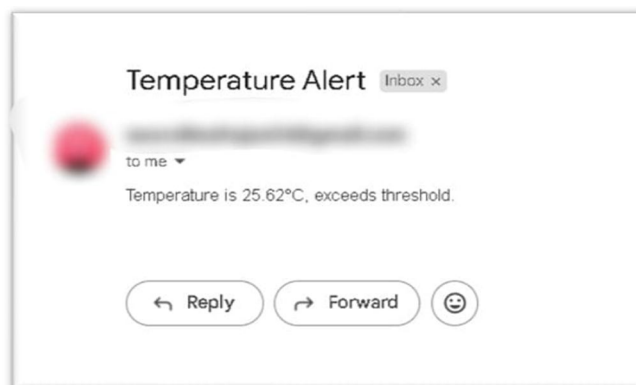 Temperature Alert Inbox ×
to me
Temperature is 25.62°C, exceeds threshold.
Reply Forward